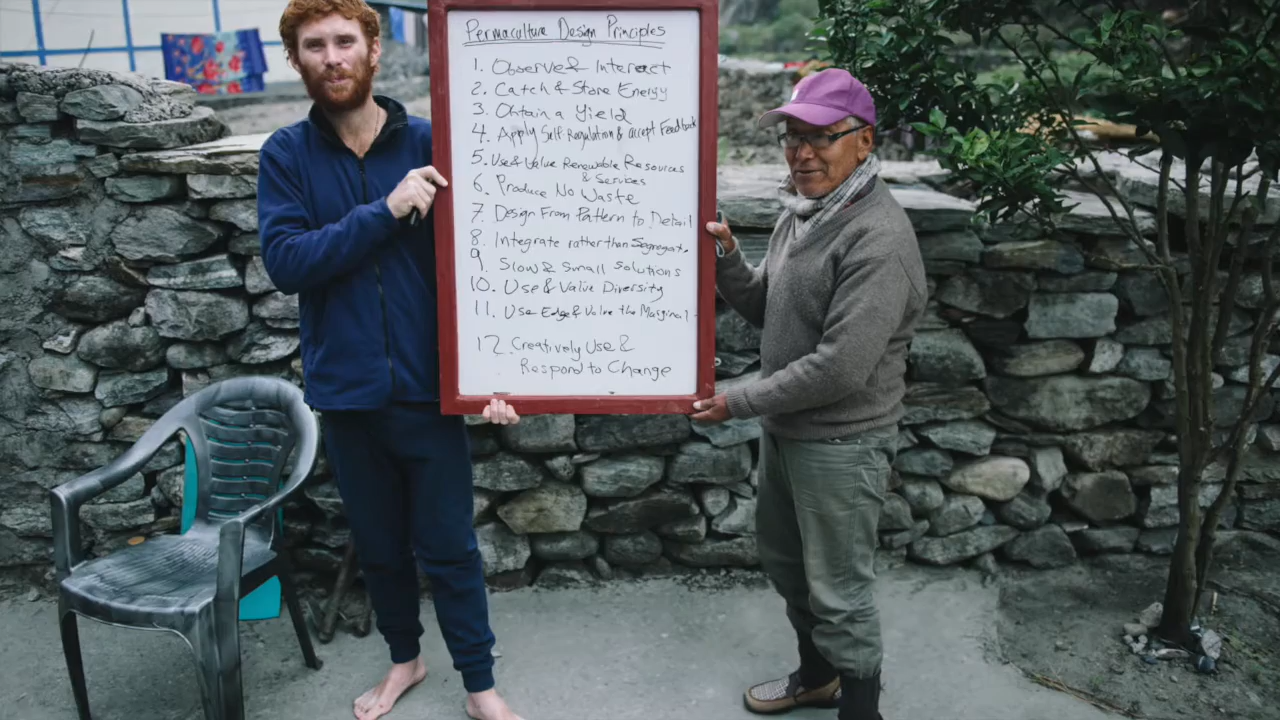 Permaculture Design Principles
1. Observe & Interact
2. Catch & Store Energy
3. Obtain a Yield
4. Apply Self Regulation & Accept Feedback
5. Use & Value Renewable Resources
& Services
6. Produce No Waste
7. Design From Pattern to Detail
8. Integrate rather than Segregate
9. Slow & Small Solutions
10. Use & Value Diversity
11. Use Edge & Value the Marginal
12. Creatively Use &
Respond to Change